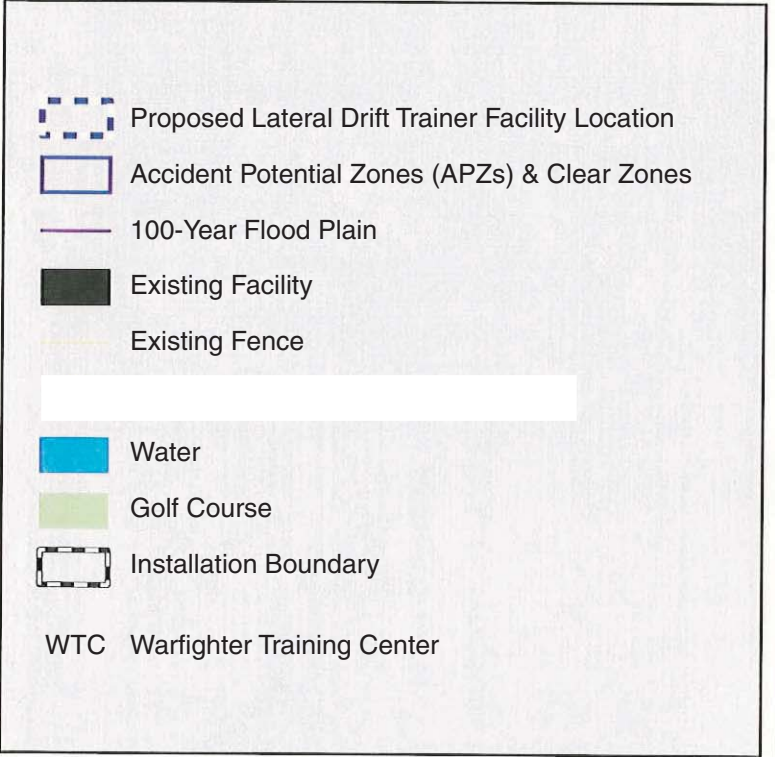 Proposed Lateral Drift Trainer Facility Location
Accident Potential Zones (APZs) & Clear Zones
100-Year Flood Plain
Existing Facility
Existing Fence
Water
Golf Course
Installation Boundary
WTC Warfighter Training Center